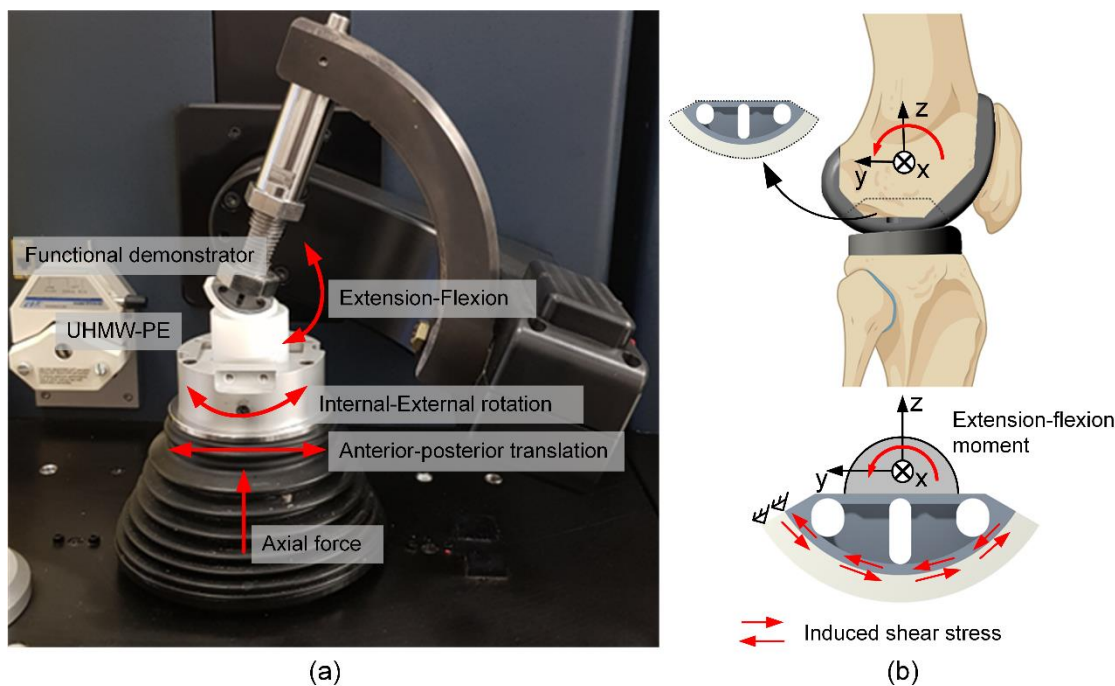 Functional demonstrator
Extension-Flexion
UHMW-PE
Internal-External rotation
Anterior-posterior translation
Axial force
(a)
z
y
x
z
Extension-flexion
moment
y
x
Induced shear stress
(b)